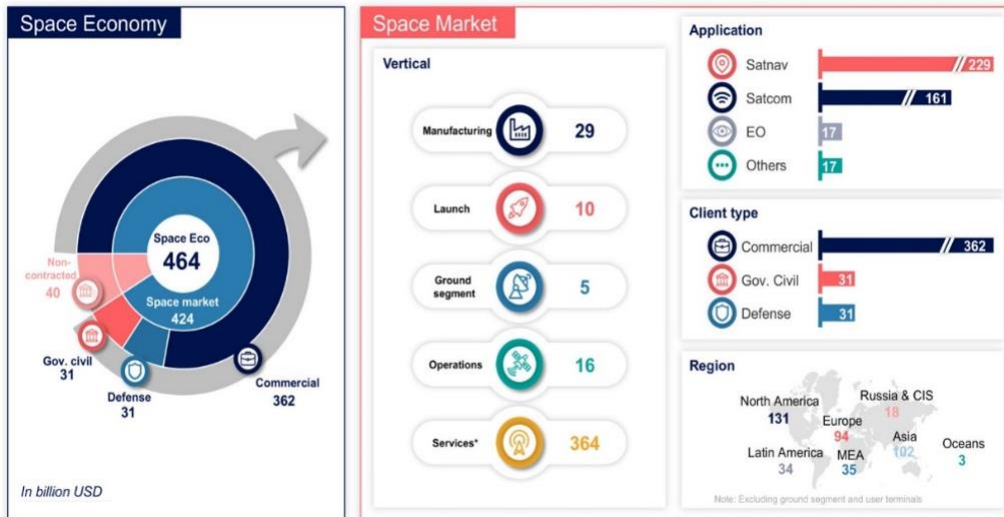 Space Economy
Space Eco
464
Space market
424
Non-
contracted
40
Gov. civil
31
Defense
31
Commercial
362
In billion USD
Space Market
Vertical
Manufacturing 29
Launch 10
Ground
segment 5
Operations 16
Services* 364
Application
Satnav 229
Satcom 161
EO 17
Others 17
Client type
Commercial 362
Gov. Civil 31
Defense 31
Region
North America
131
Russia & CIS
18
Europe
94
Asia
102
Oceans
3
Latin America
34
MEA
35
Note: Excluding ground segment and user terminals